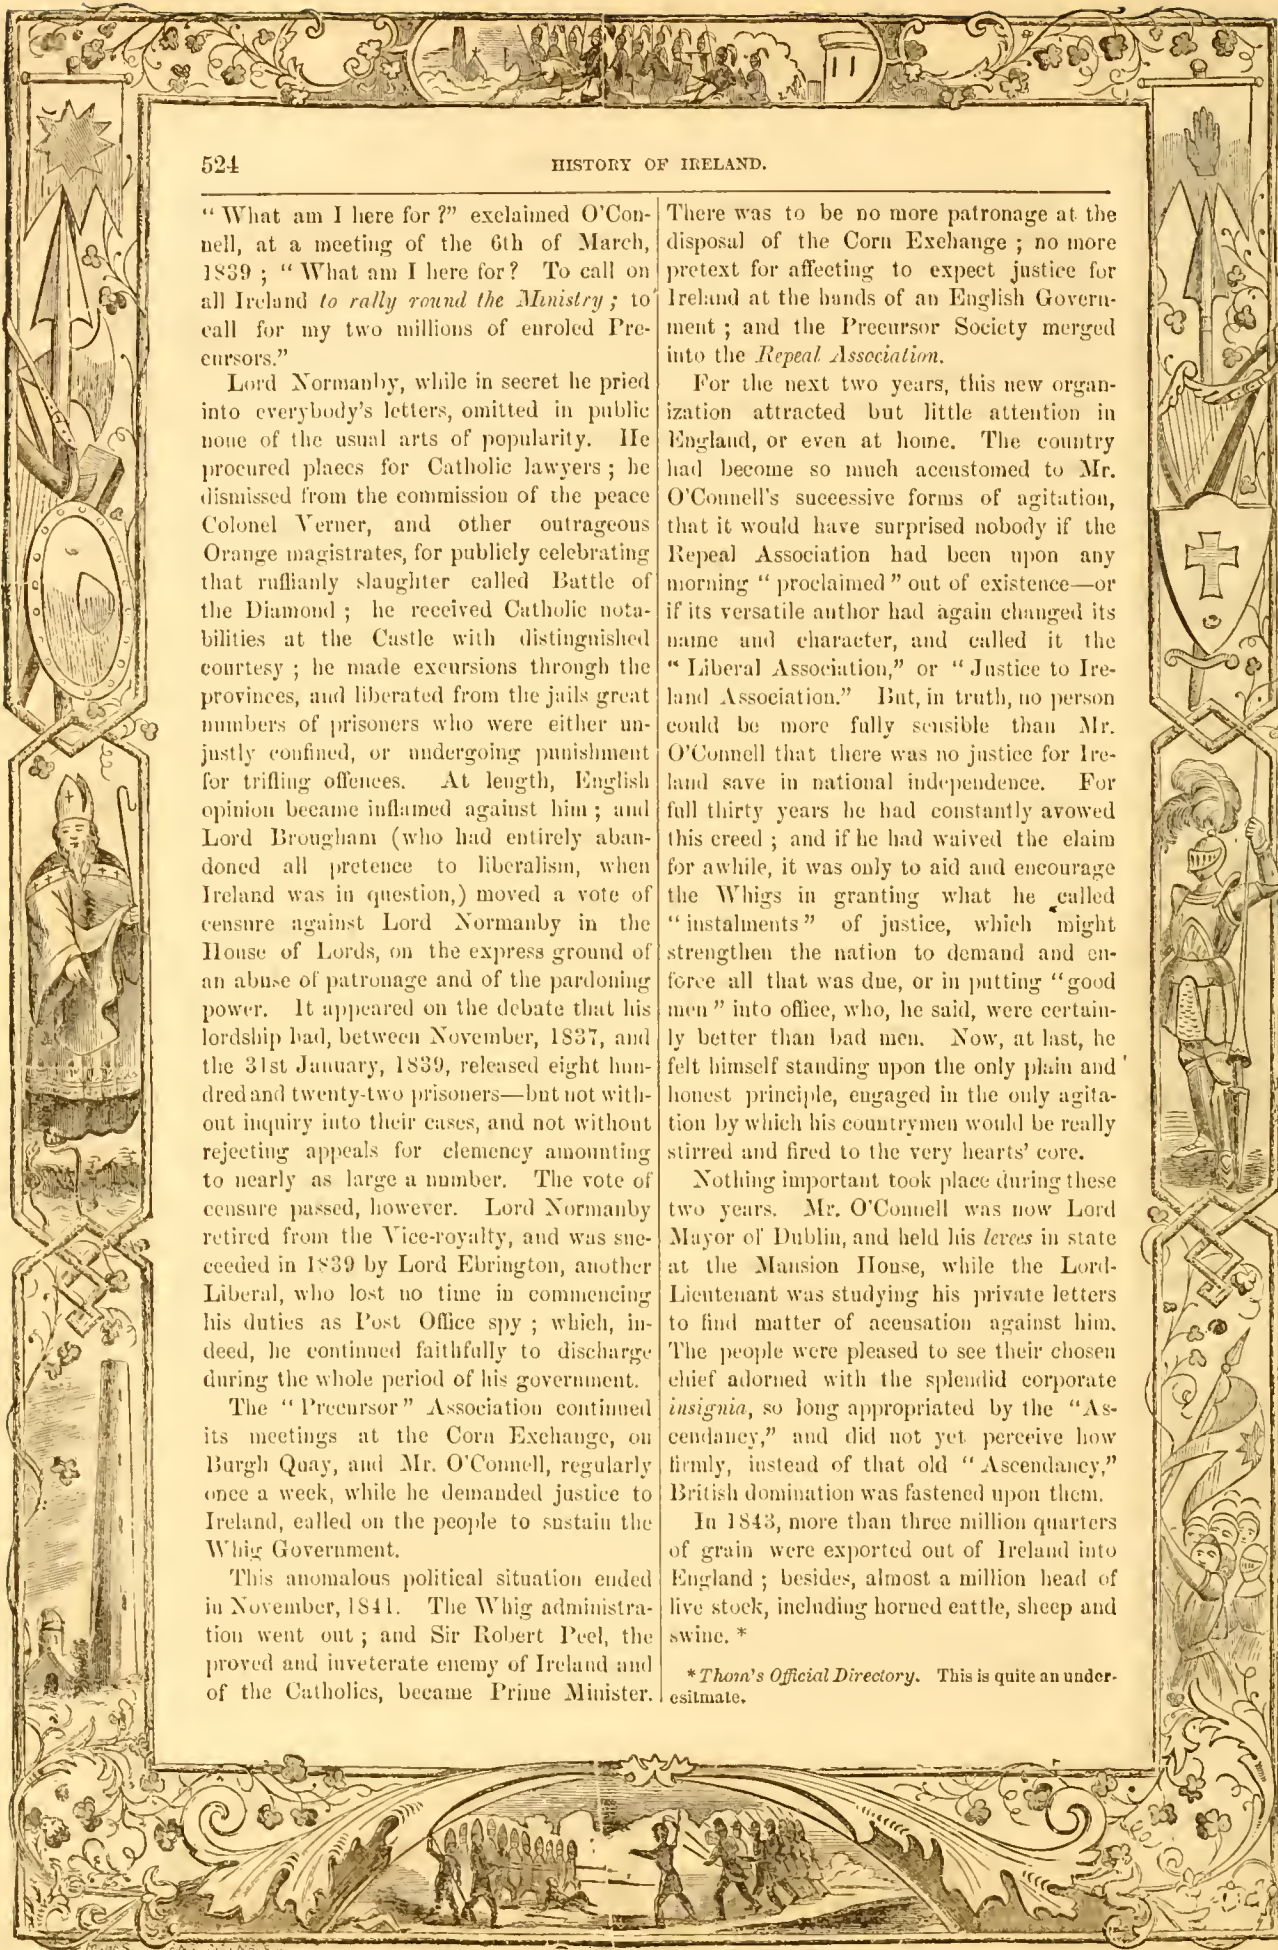 524
HISTORY OF IRELAND.
“ What am I here for ?” exclaimed O'Con-
nell, at a meeting of the 6th of March,
1839 ; “ What am I here for ? To call on
all Ireland to rally round the Ministry ; to
call for my two millions of enroled Pre-
cursors.”
Lord Normanby, while in secret he pried
into everybody's letters, omitted in public
none of the usual arts of popularity. He
procured places for Catholic lawyers ; he
dismissed from the commission of the peace
Colonel Verner, and other outrageous
Orange magistrates, for publicly celebrating
that ruffianly slaughter called Battle of
the Diamond ; he received Catholic nota-
bilities at the Castle with distinguished
courtesy ; he made excursions through the
provinces, and liberated from the jails great
numbers of prisoners who were either un-
justly confined, or undergoing punishment
for trifling offences. At length, English
opinion became inflamed against him ; and
Lord Brougham (who had entirely aban-
doned all pretence to liberalism, when
Ireland was in question,) moved a vote of
censure against Lord Normanby in the
House of Lords, on the express ground of
an abuse of patronage and of the pardoning
power. It appeared on the debate that his
lordship had, between November, 1837, and
the 31st January, 1839, released eight hun-
dred and twenty-two prisoners—but not with-
out inquiry into their cases, and not without
rejecting appeals for clemency amounting
to nearly as large a number. The vote of
censure passed, however. Lord Normanby
retired from the Vice-royalty, and was suc-
ceeded in 1839 by Lord Ebrington, another
Liberal, who lost no time in commencing
his duties as Post Office spy ; which, in-
deed, he continued faithfully to discharge
during the whole period of his government.
The “ Precursor ” Association continued
its meetings at the Corn Exchange, on
Burgh Quay, and Mr. O'Connell, regularly
once a week, while he demanded justice to
Ireland, called on the people to sustain the
Whig Government.
This anomalous political situation ended
in November, 1841. The Whig administra-
tion went out ; and Sir Robert Peel, the
proved and inveterate enemy of Ireland and
of the Catholics, became Prime Minister.
There was to be no more patronage at the
disposal of the Corn Exchange ; no more
pretext for affecting to expect justice for
Ireland at the hands of an English Govern-
ment ; and the Precursor Society merged
into the Repeal Association.
For the next two years, this new organ-
ization attracted but little attention in
England, or even at home. The country
had become so much accustomed to Mr.
O'Connell's successive forms of agitation,
that it would have surprised nobody if the
Repeal Association had been upon any
morning “ proclaimed ” out of existence—or
if its versatile author had again changed its
name and character, and called it the
“ Liberal Association,” or “ Justice to Ire-
land Association.” But, in truth, no person
could be more fully sensible than Mr.
O'Connell that there was no justice for Ire-
land save in national independence. For
full thirty years he had constantly avowed
this creed ; and if he had waived the claim
for awhile, it was only to aid and encourage
the Whigs in granting what he called
“ instalments ” of justice, which might
strengthen the nation to demand and en-
force all that was due, or in putting “ good
men ” into office, who, he said, were certain-
ly better than bad men. Now, at last, he
felt himself standing upon the only plain and
honest principle, engaged in the only agita-
tion by which his countrymen would be really
stirred and fired to the very hearts' core.
Nothing important took place during these
two years. Mr. O'Connell was now Lord
Mayor of Dublin, and held his levees in state
at the Mansion House, while the Lord-
Lieutenant was studying his private letters
to find matter of accusation against him.
The people were pleased to see their chosen
chief adorned with the splendid corporate
insignia, so long appropriated by the “As-
cendancy,” and did not yet perceive how
firmly, instead of that old “ Ascendancy,”
British domination was fastened upon them.
In 1843, more than three million quarters
of grain were exported out of Ireland into
England ; besides, almost a million head of
live stock, including horned cattle, sheep and
swine. *
* Thom's Official Directory. This is quite an under-
esitmate.